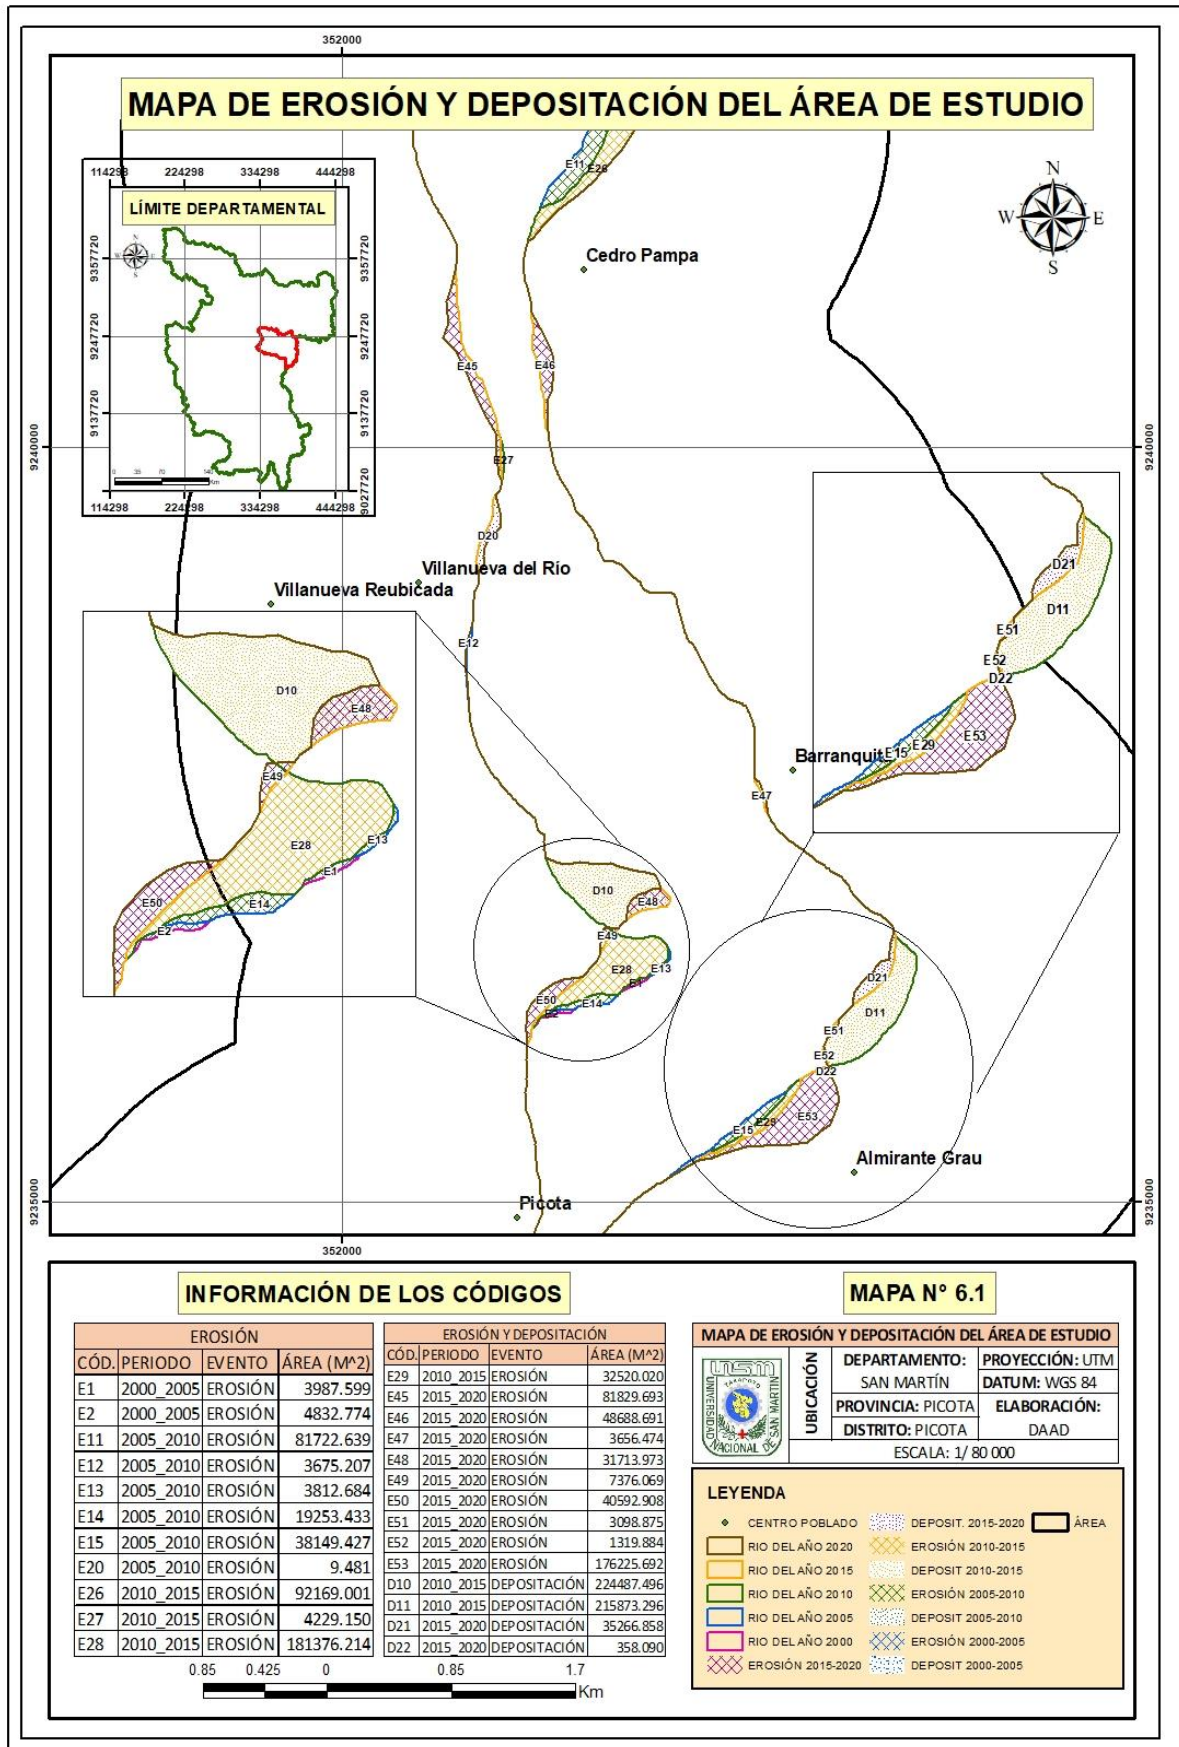 352000
MAPA DE EROSIÓN Y DEPOSITACIÓN DEL ÁREA DE ESTUDIO
114298 224298 334298 444298
LÍMITE DEPARTAMENTAL
N
W E
S
9357720 9357720
9247720 9247720
9137720 9137720
9027720
0 35 70 140
Km
114298 224298 334298 444298
N
W E
S
E11
E26
Cedro Pampa
E45
E46
9240000 9240000
E27
D20
Villanueva del Río
Villanueva Reubicada
E12
D10
E48
E49
E28
E13
E1
E50
E14
E2
D21
D11
E51
E52
D22
E53
E29
E15
Barranquit
E47
D10
E48
E49
E28
E13
E1
E50
E14
E2
D21
D11
E51
E52
D22
E53
E29
E15
Almirante Grau
Picota
9235000 9235000
352000
INFORMACIÓN DE LOS CÓDIGOS
EROSIÓN
CÓD. PERIODO EVENTO ÁREA (M^2)
E1 2000_2005 EROSIÓN 3987.599
E2 2000_2005 EROSIÓN 4832.774
E11 2005_2010 EROSIÓN 81722.639
E12 2005_2010 EROSIÓN 3675.207
E13 2005_2010 EROSIÓN 3812.684
E14 2005_2010 EROSIÓN 19253.433
E15 2005_2010 EROSIÓN 38149.427
E20 2005_2010 EROSIÓN 9.481
E26 2010_2015 EROSIÓN 92169.001
E27 2010_2015 EROSIÓN 4229.150
E28 2010_2015 EROSIÓN 181376.214
EROSIÓN Y DEPOSITACIÓN
CÓD. PERIODO EVENTO ÁREA (M^2)
E29 2010_2015 EROSIÓN 32520.020
E45 2015_2020 EROSIÓN 81829.693
E46 2015_2020 EROSIÓN 48688.691
E47 2015_2020 EROSIÓN 3656.474
E48 2015_2020 EROSIÓN 31713.973
E49 2015_2020 EROSIÓN 7376.069
E50 2015_2020 EROSIÓN 40592.908
E51 2015_2020 EROSIÓN 3098.875
E52 2015_2020 EROSIÓN 1319.884
E53 2015_2020 EROSIÓN 176225.692
D10 2010_2015 DEPOSITACIÓN 224487.496
D11 2010_2015 DEPOSITACIÓN 215873.296
D21 2015_2020 DEPOSITACIÓN 35266.858
D22 2015_2020 DEPOSITACIÓN 358.090
0.85 0.425 0 0.85 1.7
Km
MAPA N° 6.1
MAPA DE EROSIÓN Y DEPOSITACIÓN DEL ÁREA DE ESTUDIO
unsm
TARAPOTO
UNIVERSIDAD NACIONAL DE SAN MARTIN
UBICACIÓN
DEPARTAMENTO:
SAN MARTÍN
PROVINCIA: PICOTA
DISTRITO: PICOTA
PROYECCIÓN: UTM
DATUM: WGS 84
ELABORACIÓN:
DAAD
ESCALA: 1/ 80 000
LEYENDA
CENTRO POBLADO
RIO DEL AÑO 2020
RIO DEL AÑO 2015
RIO DEL AÑO 2010
RIO DEL AÑO 2005
RIO DEL AÑO 2000
EROSIÓN 2015-2020
DEPOSIT. 2015-2020
EROSIÓN 2010-2015
DEPOSIT 2010-2015
EROSIÓN 2005-2010
DEPOSIT 2005-2010
EROSIÓN 2000-2005
DEPOSIT 2000-2005
ÁREA